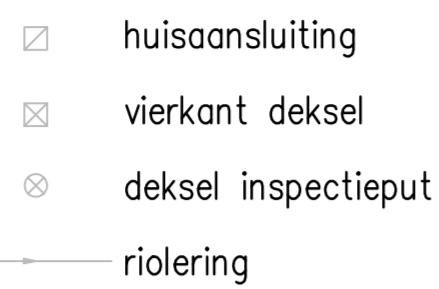 huisaansluiting
vierkant deksel
deksel inspectieput
riolering